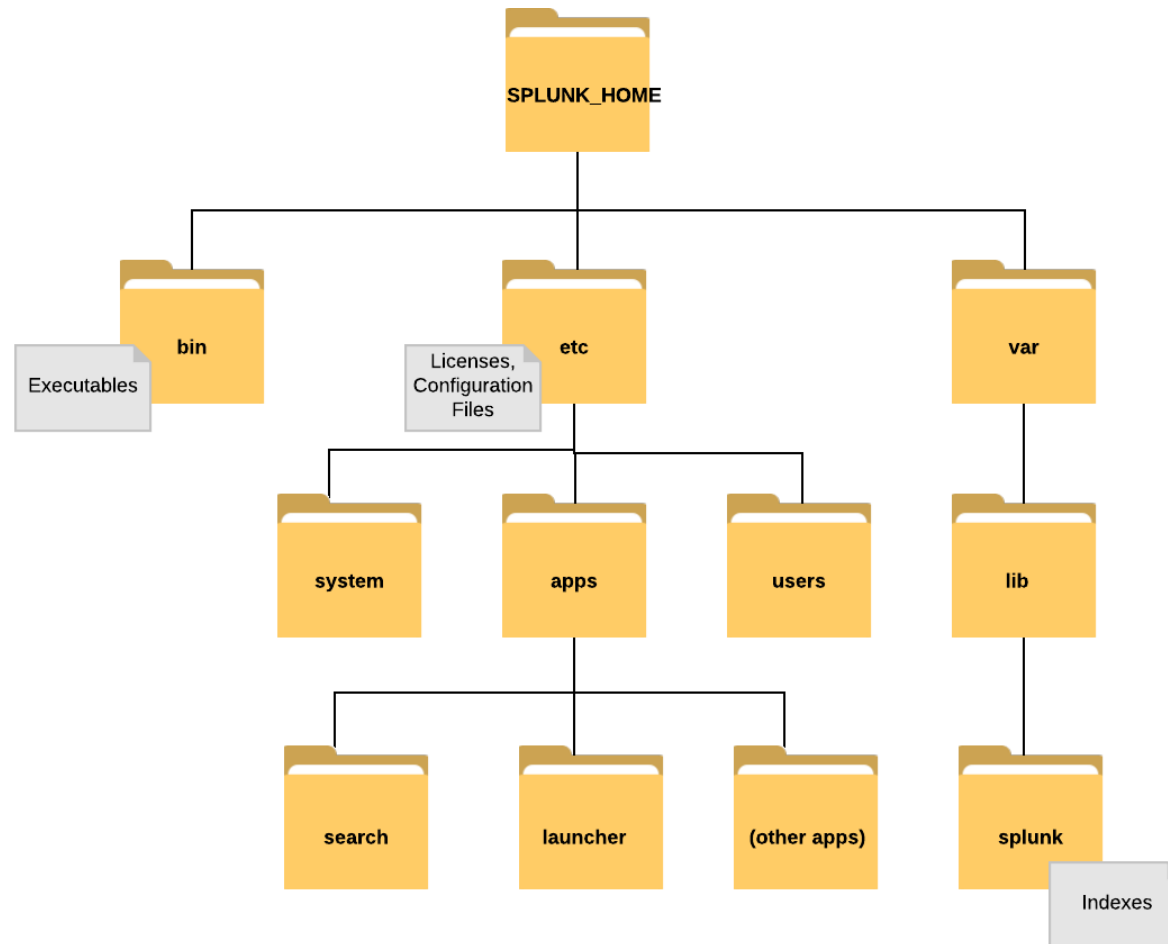 SPLUNK_HOME
bin
etc
var
Executables
Licenses,
Configuration
Files
system
apps
users
lib
search
launcher
(other apps)
splunk
Indexes